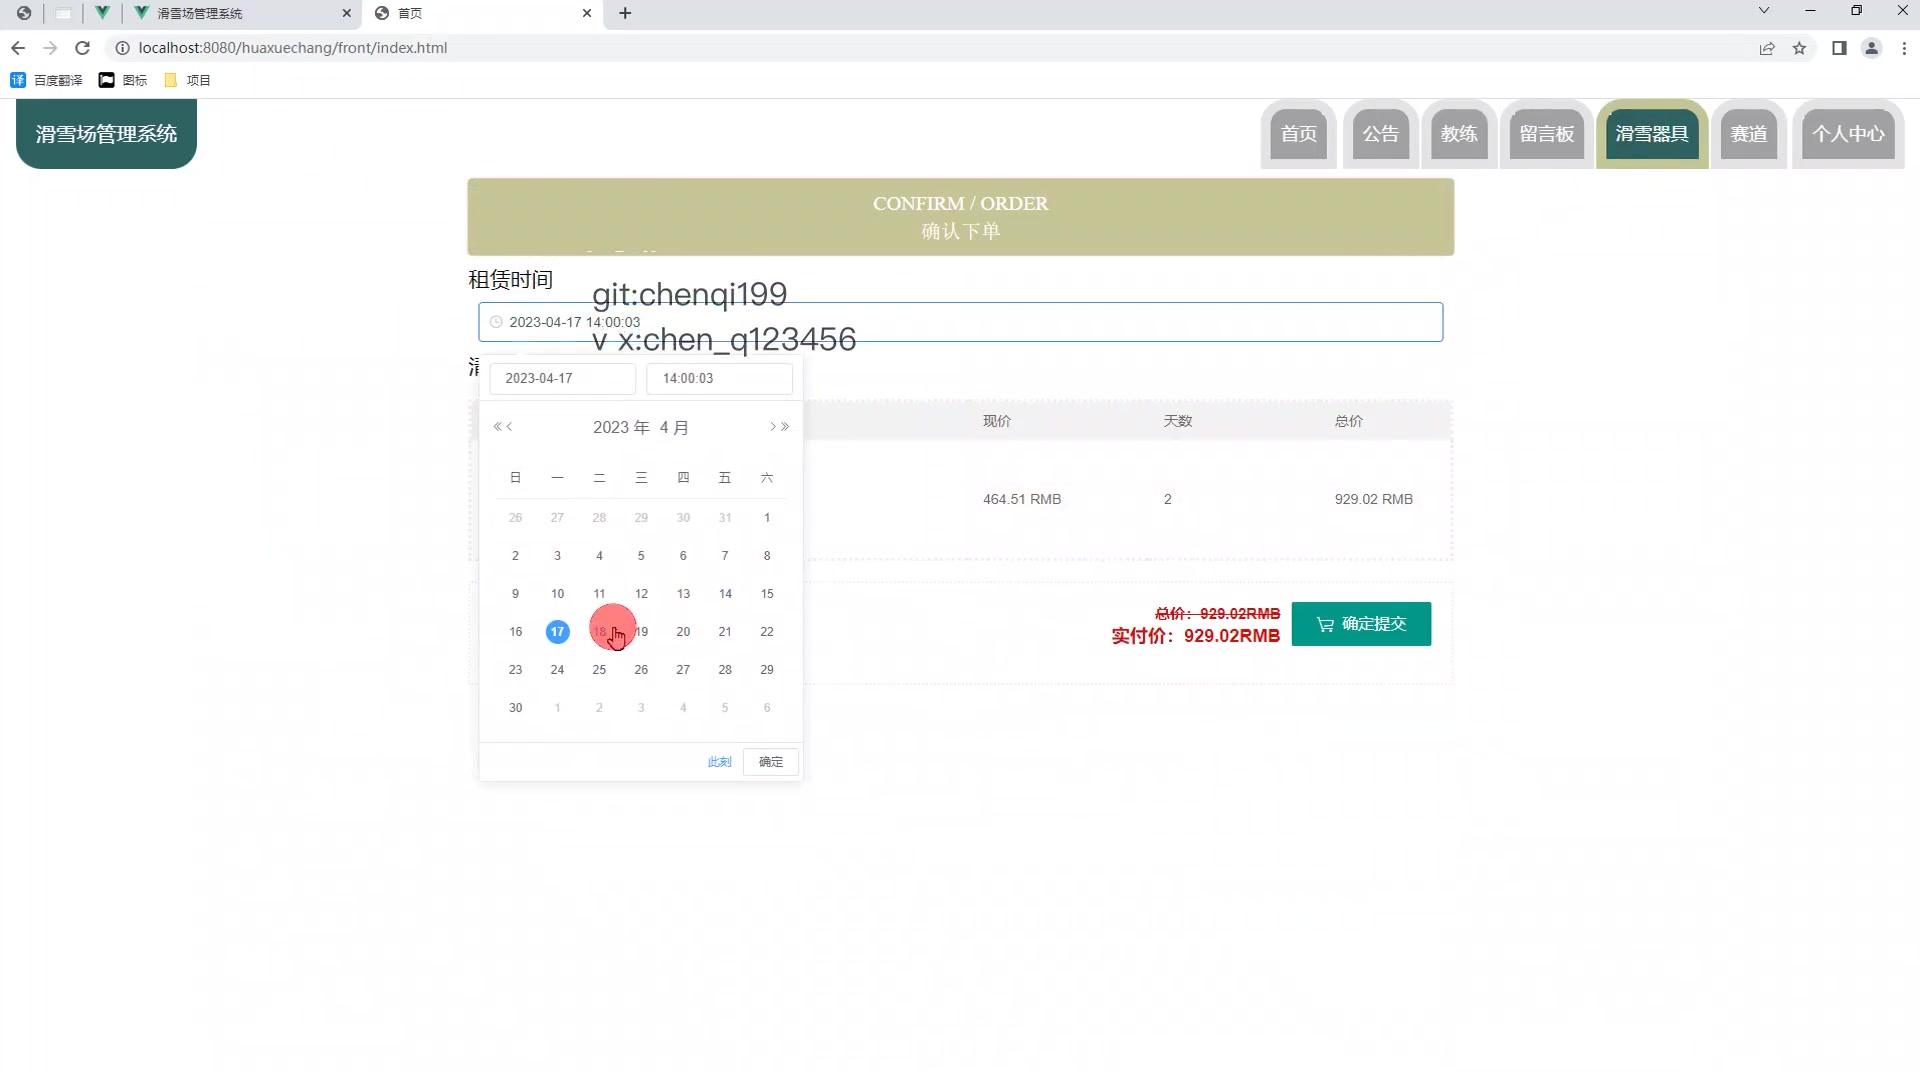 滑雪场管理系统
首页
localhost:8080/huaxuechang/front/index.html
百度翻译
图标
项目
滑雪场管理系统
首页
公告
教练
留言板
滑雪器具
赛道
个人中心
CONFIRM / ORDER
确认下单
租赁时间
git:chenqi199
2023-04-17 14:00:03
v x:chen_q123456
2023-04-17
14:00:03
现价
天数
总价
2023 年 4 月
日 一 二 三 四 五 六
26 27 28 29 30 31 1
2 3 4 5 6 7 8
9 10 11 12 13 14 15
16 17 18 19 20 21 22
23 24 25 26 27 28 29
30 1 2 3 4 5 6
464.51 RMB
2
929.02 RMB
总价：929.02RMB
实付价：929.02RMB
确定提交
此刻
确定